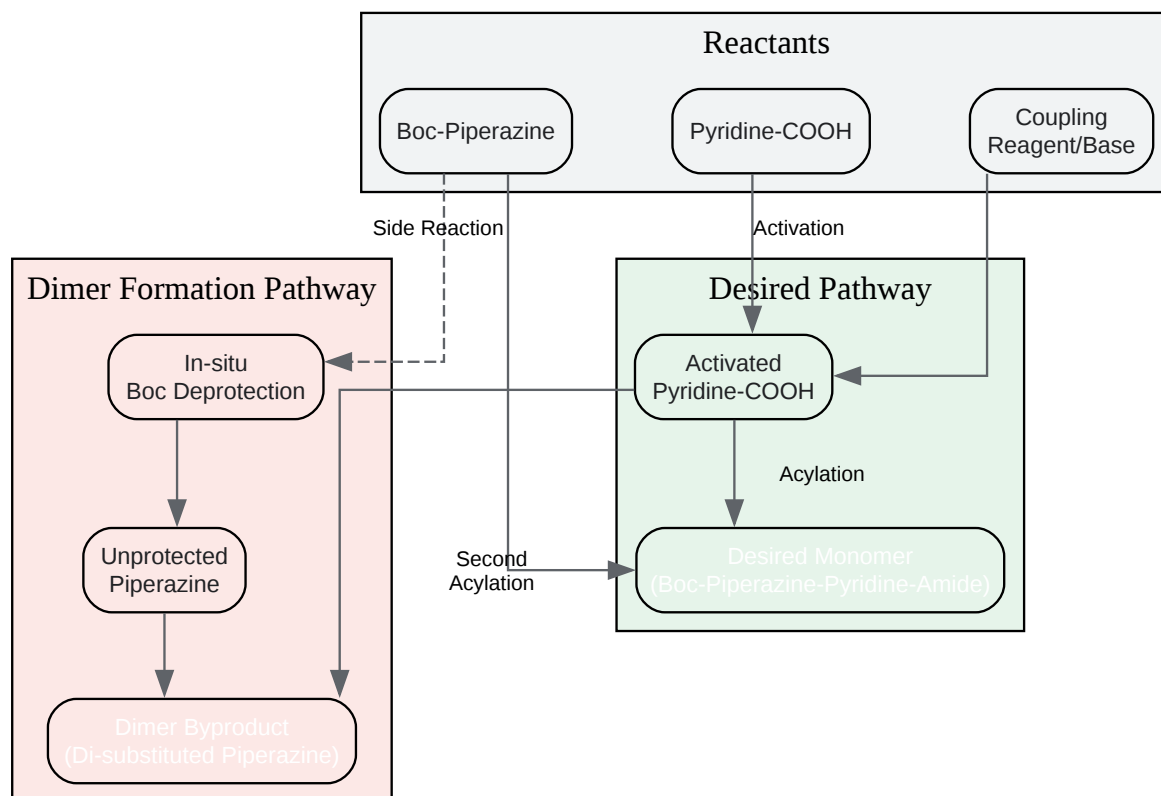 Reactants
Boc-Piperazine
Pyridine-COOH
Coupling
Reagent/Base
Side Reaction
Activation
Dimer Formation Pathway
Desired Pathway
In-situ
Boc Deprotection
Activated
Pyridine-COOH
Acylation
Unprotected
Piperazine
Second
Acylation
Desired Monomer
(Boc-Piperazine-Pyridine-Amide)
Dimer Byproduct
(Di-substituted Piperazine)